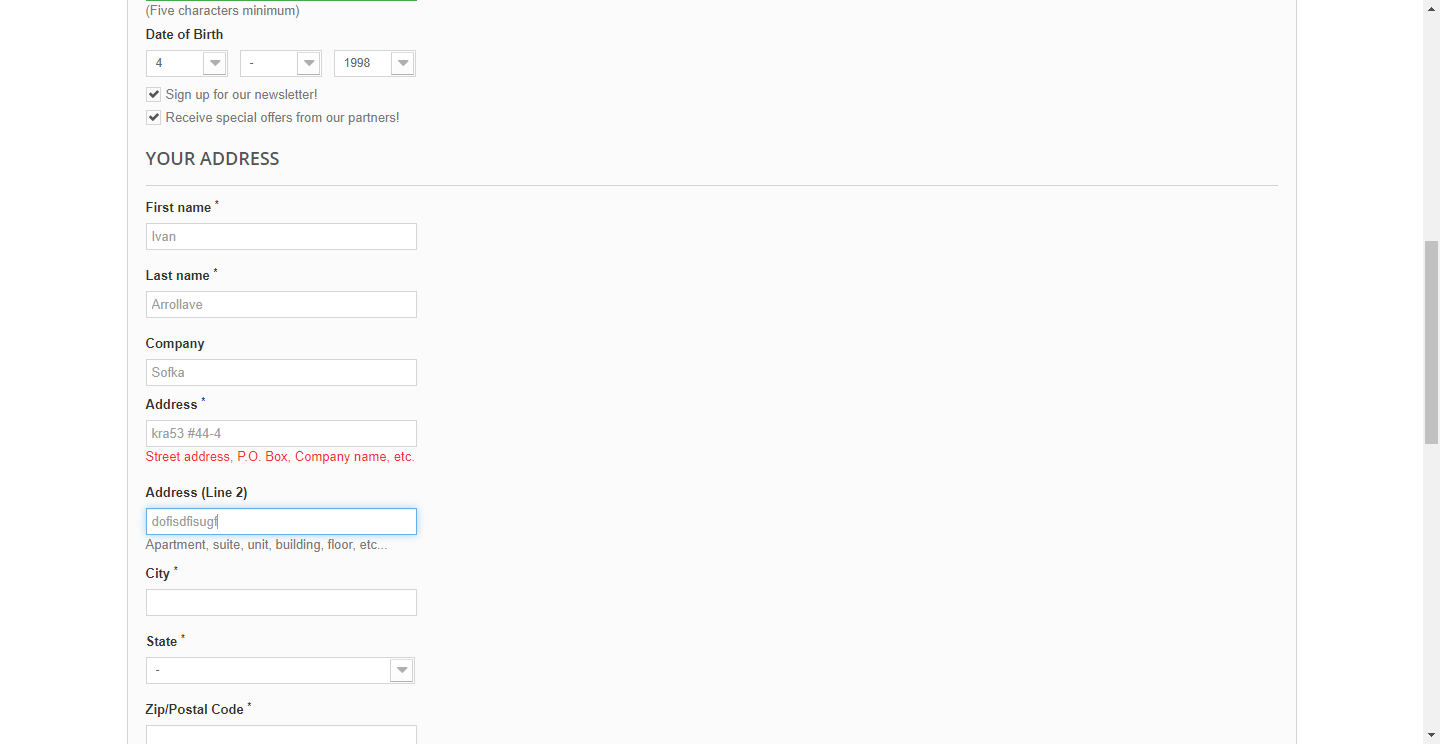 (Five characters minimum)
Date of Birth
4 - 1998
Sign up for our newsletter!
Receive special offers from our partners!
YOUR ADDRESS
First name *
Ivan
Last name *
Arrollave
Company
Sofka
Address *
kra53 #44-4
Street address, P.O. Box, Company name, etc.
Address (Line 2)
dofisdfisugf
Apartment, suite, unit, building, floor, etc...
City *
State *
-
Zip/Postal Code *